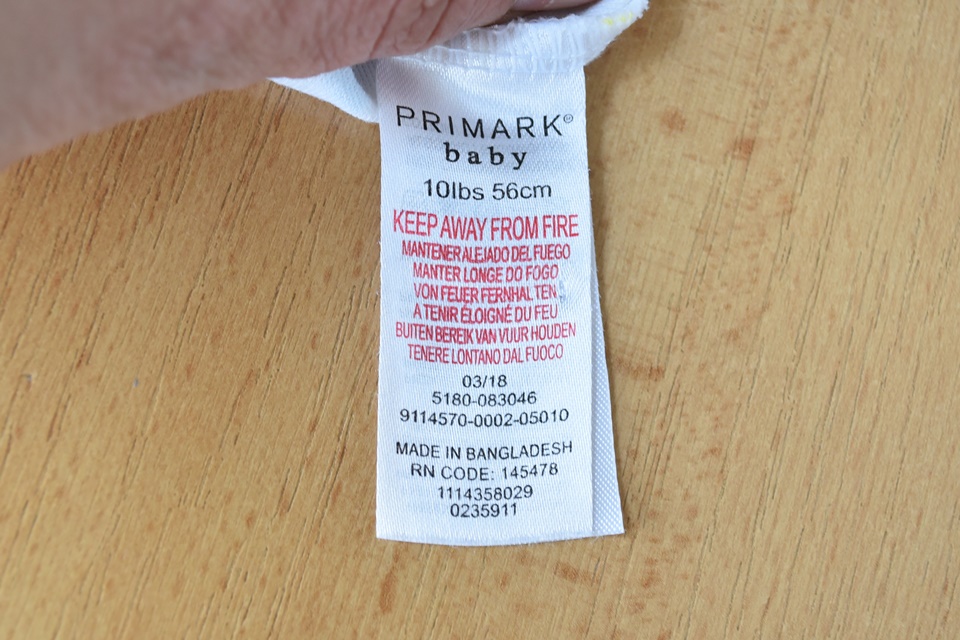 PRIMARK®
baby
10lbs 56cm
KEEP AWAY FROM FIRE
MANTENER ALEJADO DEL FUEGO
MANTER LONGE DO FOGO
VON FEUER FERNHALTEN
A TENIR ÉLOIGNÉ DU FEU
BUITEN BEREIK VAN VUUR HOUDEN
TENERE LONTANO DAL FUOCO
03/18
5180-083046
9114570-0002-05010
MADE IN BANGLADESH
RN CODE: 145478
1114358029
0235911